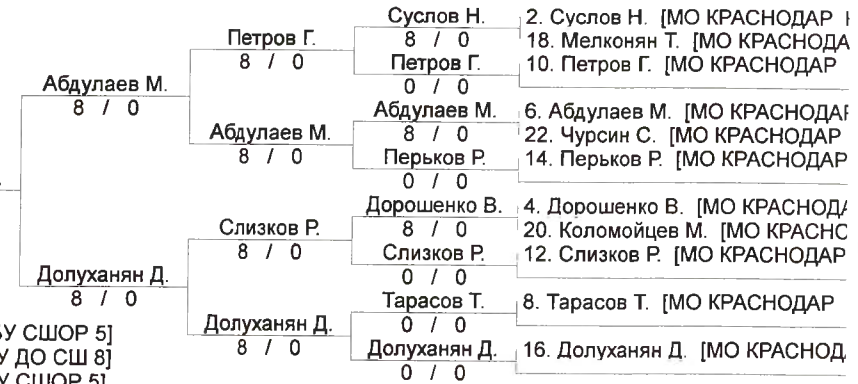 Суслов Н.
8 / 0
2. Суслов Н. [МО КРАСНОДАР
18. Мелконян Т. [МО КРАСНОДА
Петров Г.
8 / 0
Петров Г.
0 / 0
10. Петров Г. [МО КРАСНОДАР
Абдулаев М.
8 / 0
Абдулаев М.
8 / 0
6. Абдулаев М. [МО КРАСНОДАР
22. Чурсин С. [МО КРАСНОДАР
Абдулаев М.
8 / 0
Перьков Р.
0 / 0
14. Перьков Р. [МО КРАСНОДАР
Дорошенко В.
8 / 0
4. Дорошенко В. [МО КРАСНОДА
20. Коломойцев М. [МО КРАСНО
Слизков Р.
8 / 0
Слизков Р.
0 / 0
12. Слизков Р. [МО КРАСНОДАР
Долуханян Д.
8 / 0
Тарасов Т.
0 / 0
8. Тарасов Т. [МО КРАСНОДАР
Долуханян Д.
8 / 0
Долуханян Д.
0 / 0
16. Долуханян Д. [МО КРАСНОД
У СШОР 5]
У ДО СШ 8]
У СШОР 5]